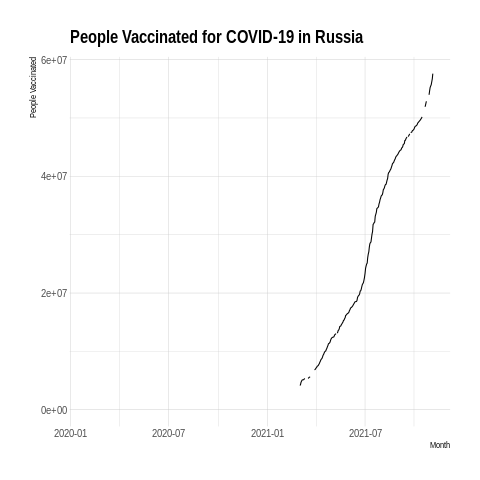 People Vaccinated for COVID-19 in Russia
People Vaccinated
6e+07
4e+07
2e+07
0e+00
2020-01
2020-07
2021-01
2021-07
Month